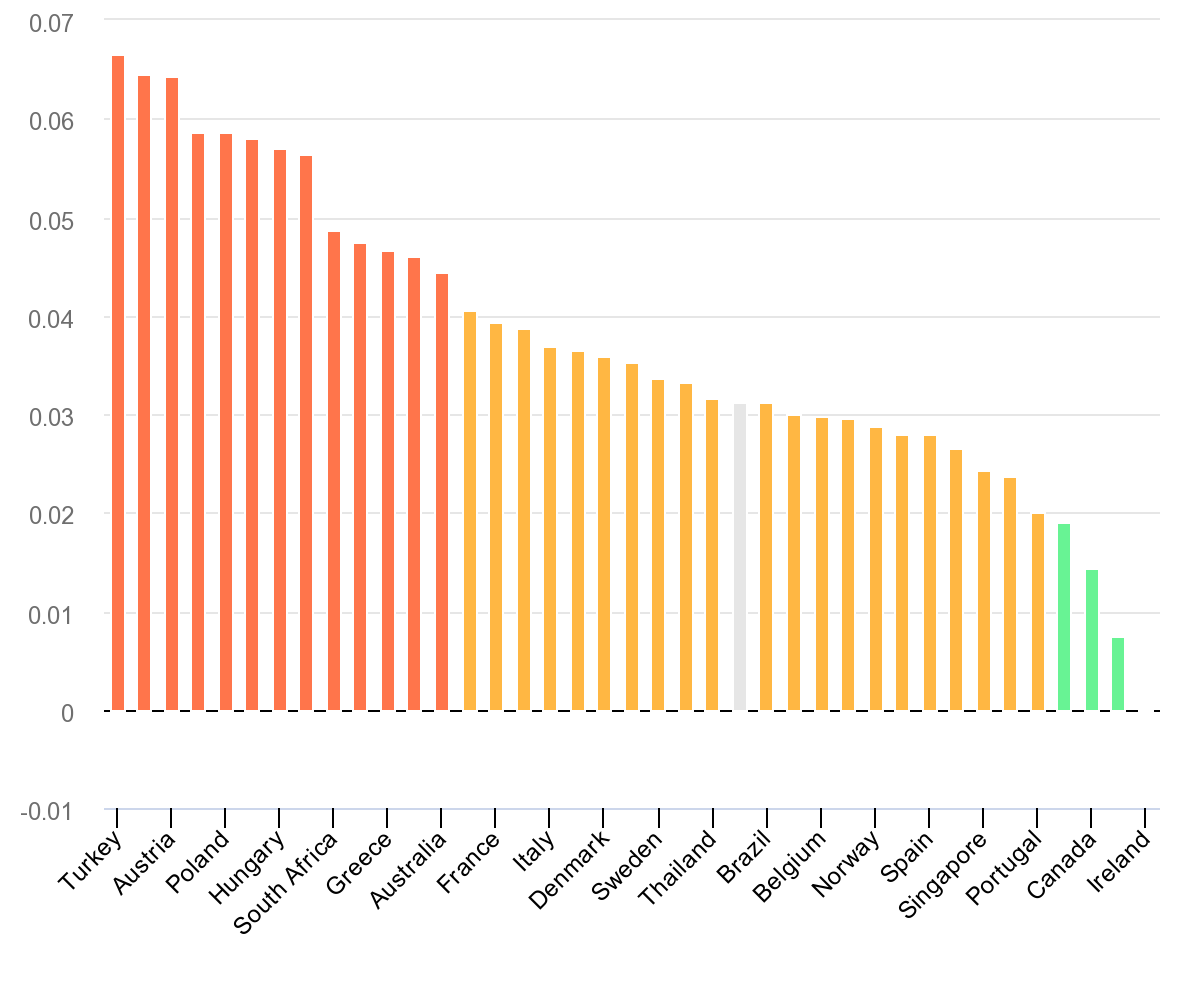 0.07
0.06
0.05
0.04
0.03
0.02
0.01
0
-0.01
Turkey
Austria
Poland
Hungary
South Africa
Greece
Australia
France
Italy
Denmark
Sweden
Thailand
Brazil
Belgium
Norway
Spain
Singapore
Portugal
Canada
Ireland